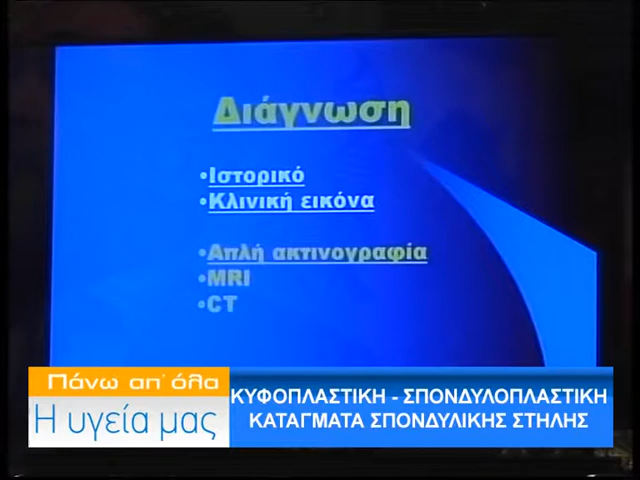 Διάγνωση
•Ιστορικό
•Κλινική εικόνα
•Απλή ακτινογραφία
•MRI
•CT
Πάνω απ' όλα
Ή υγεία μας
ΚΥΦΟΠΛΑΣΤΙΚΗ - ΣΠΟΝΔΥΛΟΠΛΑΣΤΙΚΗ
ΚΑΤΑΓΜΑΤΑ ΣΠΟΝΔΥΛΙΚΗΣ ΣΤΗΛΗΣ